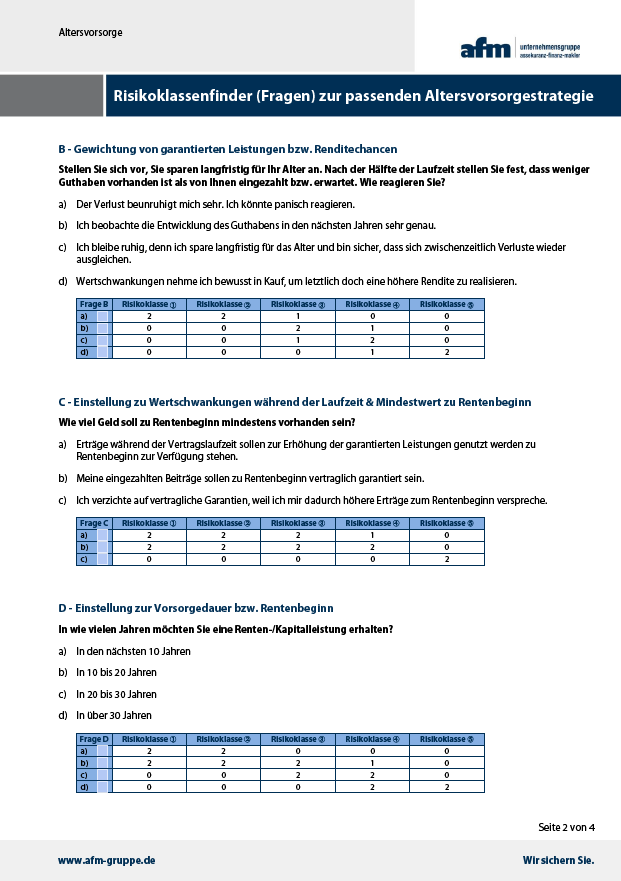 Altersvorsorge
afm unternehmensgruppe
assekuranz-finanz-makler
Risikoklassenfinder (Fragen) zur passenden Altersvorsorgestrategie
B - Gewichtung von garantierten Leistungen bzw. Renditechancen
Stellen Sie sich vor, Sie sparen langfristig für Ihr Alter an. Nach der Hälfte der Laufzeit stellen Sie fest, dass weniger
Guthaben vorhanden ist als von Ihnen eingezahlt bzw. erwartet. Wie reagieren Sie?
a) Der Verlust beunruhigt mich sehr. Ich könnte panisch reagieren.
b) Ich beobachte die Entwicklung des Guthabens in den nächsten Jahren sehr genau.
c) Ich bleibe ruhig, denn ich spare langfristig für das Alter und bin sicher, dass sich zwischenzeitlich Verluste wieder
ausgleichen.
d) Wertschwankungen nehme ich bewusst in Kauf, um letztlich doch eine höhere Rendite zu realisieren.
Frage B Risikoklasse ① Risikoklasse ② Risikoklasse ③ Risikoklasse ④ Risikoklasse ⑤
a) 2 2 1 0 0
b) 0 0 2 1 0
c) 0 0 1 2 0
d) 0 0 0 1 2
C - Einstellung zu Wertschwankungen während der Laufzeit & Mindestwert zu Rentenbeginn
Wie viel Geld soll zu Rentenbeginn mindestens vorhanden sein?
a) Erträge während der Vertragslaufzeit sollen zur Erhöhung der garantierten Leistungen genutzt werden zu
Rentenbeginn zur Verfügung stehen.
b) Meine eingezahlten Beiträge sollen zu Rentenbeginn vertraglich garantiert sein.
c) Ich verzichte auf vertragliche Garantien, weil ich mir dadurch höhere Erträge zum Rentenbeginn verspreche.
Frage C Risikoklasse ① Risikoklasse ② Risikoklasse ③ Risikoklasse ④ Risikoklasse ⑤
a) 2 2 2 1 0
b) 2 2 2 2 0
c) 0 0 0 0 2
D - Einstellung zur Vorsorgedauer bzw. Rentenbeginn
In wie vielen Jahren möchten Sie eine Renten-/Kapitalleistung erhalten?
a) In den nächsten 10 Jahren
b) In 10 bis 20 Jahren
c) In 20 bis 30 Jahren
d) In über 30 Jahren
Frage D Risikoklasse ① Risikoklasse ② Risikoklasse ③ Risikoklasse ④ Risikoklasse ⑤
a) 2 2 0 0 0
b) 2 2 2 1 0
c) 0 0 2 2 0
d) 0 0 0 2 2
Seite 2 von 4
www.afm-gruppe.de Wir sichern Sie.